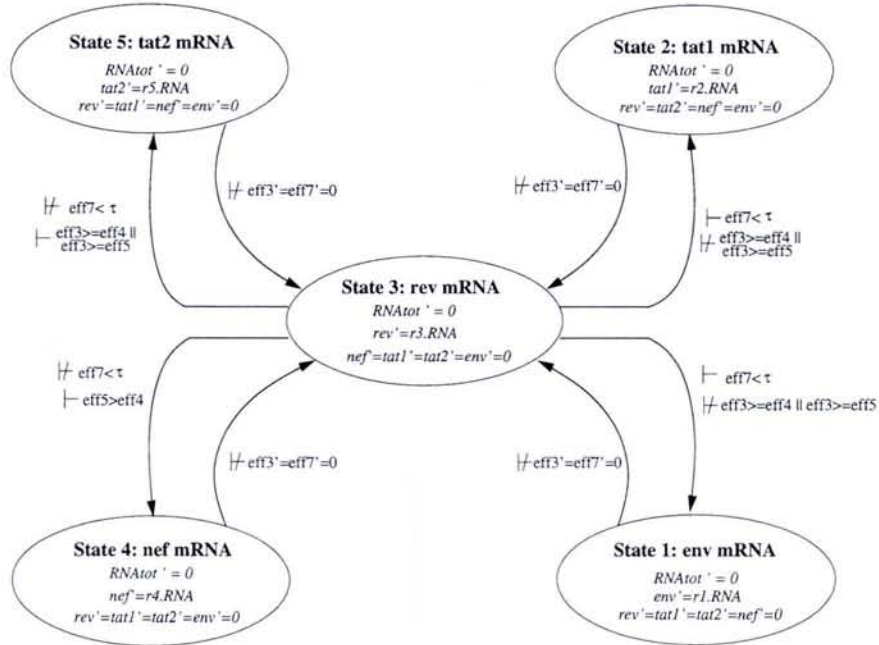 State 5: tat2 mRNA
RNAtot ' = 0
tat2'=r5.RNA
rev'=tat1'=nef'=env'=0
State 2: tat1 mRNA
RNAtot ' = 0
tat1'=r2.RNA
rev'=tat2'=nef'=env'=0
⊬ eff3'=eff7'=0
⊬ eff3'=eff7'=0
⊬ eff7< τ
⊢ eff3>=eff4 ||
eff3>=eff5
⊢ eff7< τ
⊬ eff3>=eff4 ||
eff3>=eff5
State 3: rev mRNA
RNAtot ' = 0
rev'=r3.RNA
nef'=tat1'=tat2'=env'=0
⊬ eff7< τ
⊢ eff5>eff4
⊢ eff7< τ
⊬ eff3>=eff4 || eff3>=eff5
⊬ eff3'=eff7'=0
⊬ eff3'=eff7'=0
State 4: nef mRNA
RNAtot ' = 0
nef'=r4.RNA
rev'=tat1'=tat2'=env'=0
State 1: env mRNA
RNAtot ' = 0
env'=r1.RNA
rev'=tat1'=tat2'=nef'=0